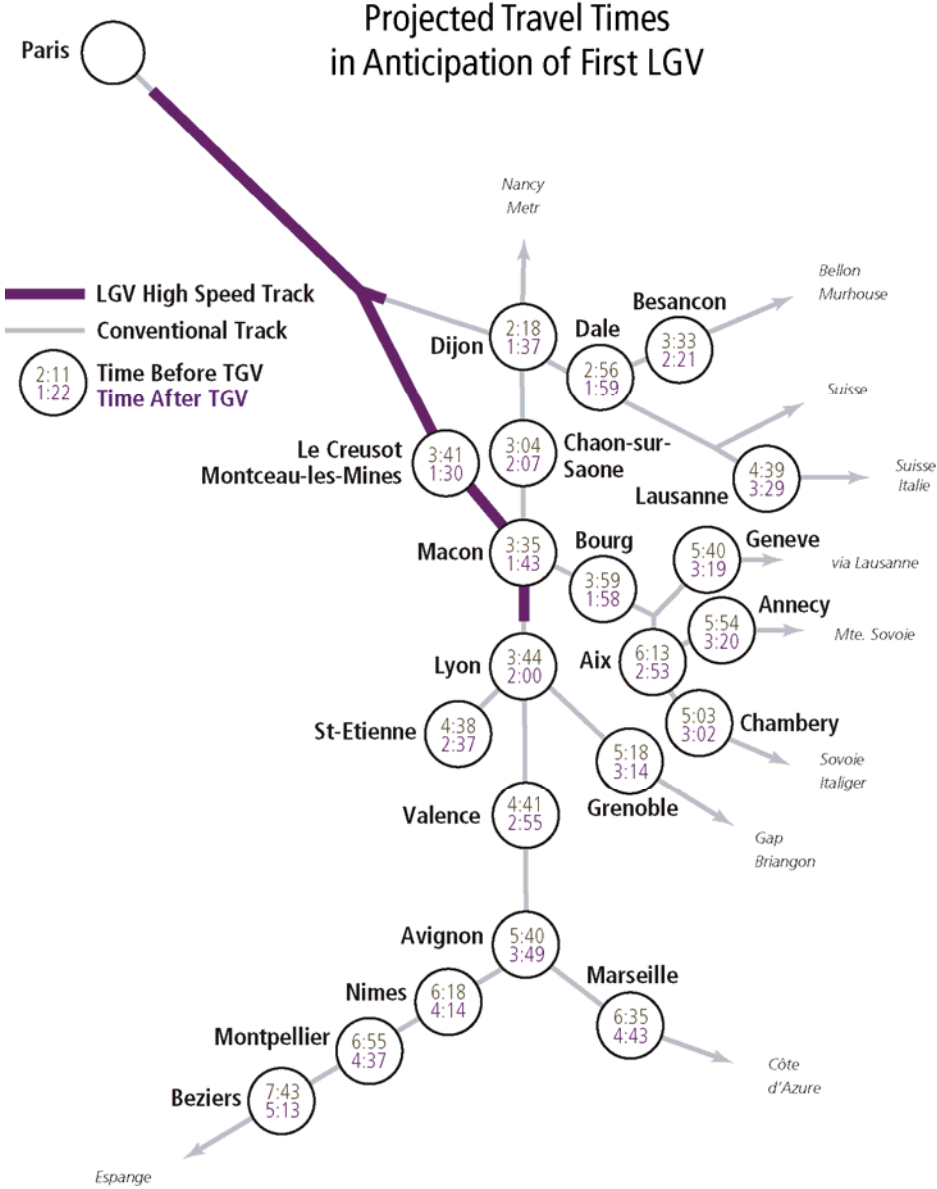 Projected Travel Times
in Anticipation of First LGV
Paris
Nancy
Metr
LGV High Speed Track
Conventional Track
2:11
1:22
Time Before TGV
Time After TGV
Bellon
Murhouse
Besancon
3:33
2:21
Dale
2:56
1:59
Dijon
2:18
1:37
Suisse
Le Creusot
Montceau-les-Mines
3:41
1:30
3:04
2:07
Chaon-sur-
Saone
Lausanne
4:39
3:29
Suisse
Italie
Macon
3:35
1:43
Bourg
3:59
1:58
Geneve
5:40
3:19
via Lausanne
Annecy
5:54
3:20
Mte. Sovoie
Lyon
3:44
2:00
Aix
6:13
2:53
St-Etienne
4:38
2:37
5:03
3:02
Chambery
Sovoie
Italiger
5:18
3:14
Grenoble
Valence
4:41
2:55
Gap
Briangon
Avignon
5:40
3:49
Marseille
6:35
4:43
Nimes
6:18
4:14
Montpellier
6:55
4:37
Côte
d'Azure
Beziers
7:43
5:13
Espange